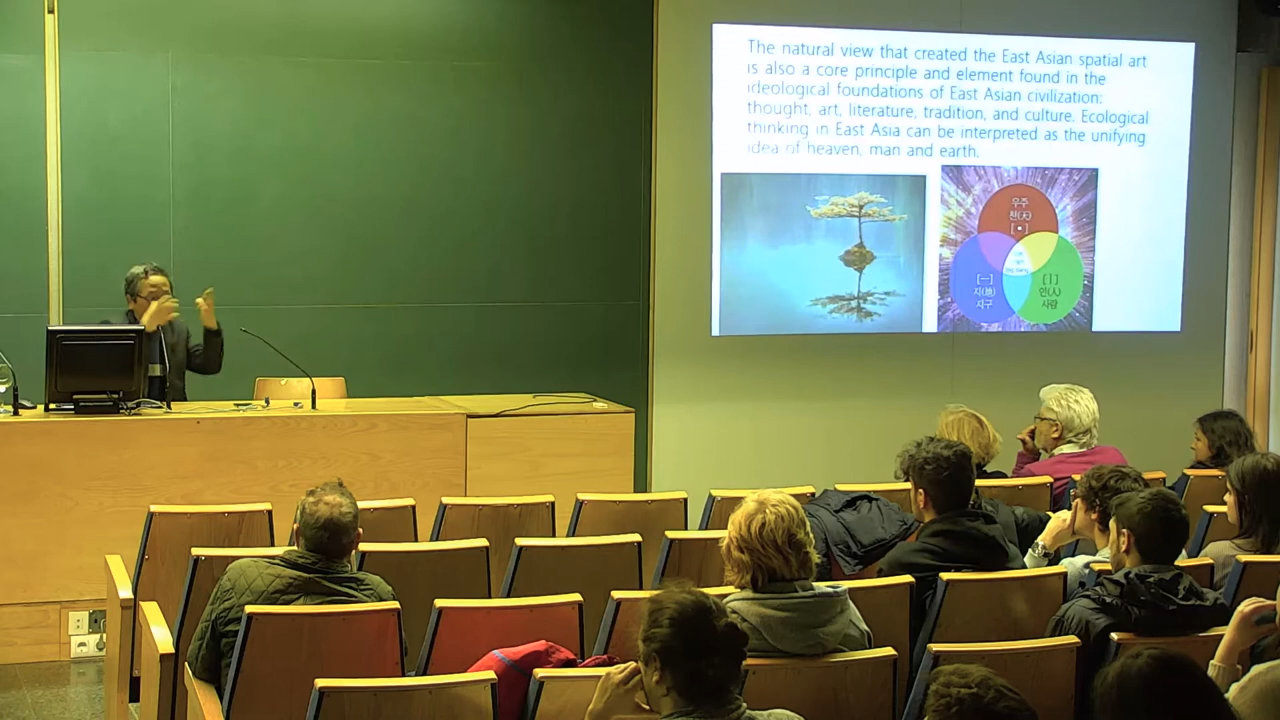 The natural view that created the East Asian spatial art
is also a core principle and element found in the
ideological foundations of East Asian civilization:
thought, art, literature, tradition, and culture. Ecological
thinking in East Asia can be interpreted as the unifying
idea of heaven, man and earth.
우주
천(天)
[•]
[一]
지(地)
지구
[ㅣ]
인(人)
사람